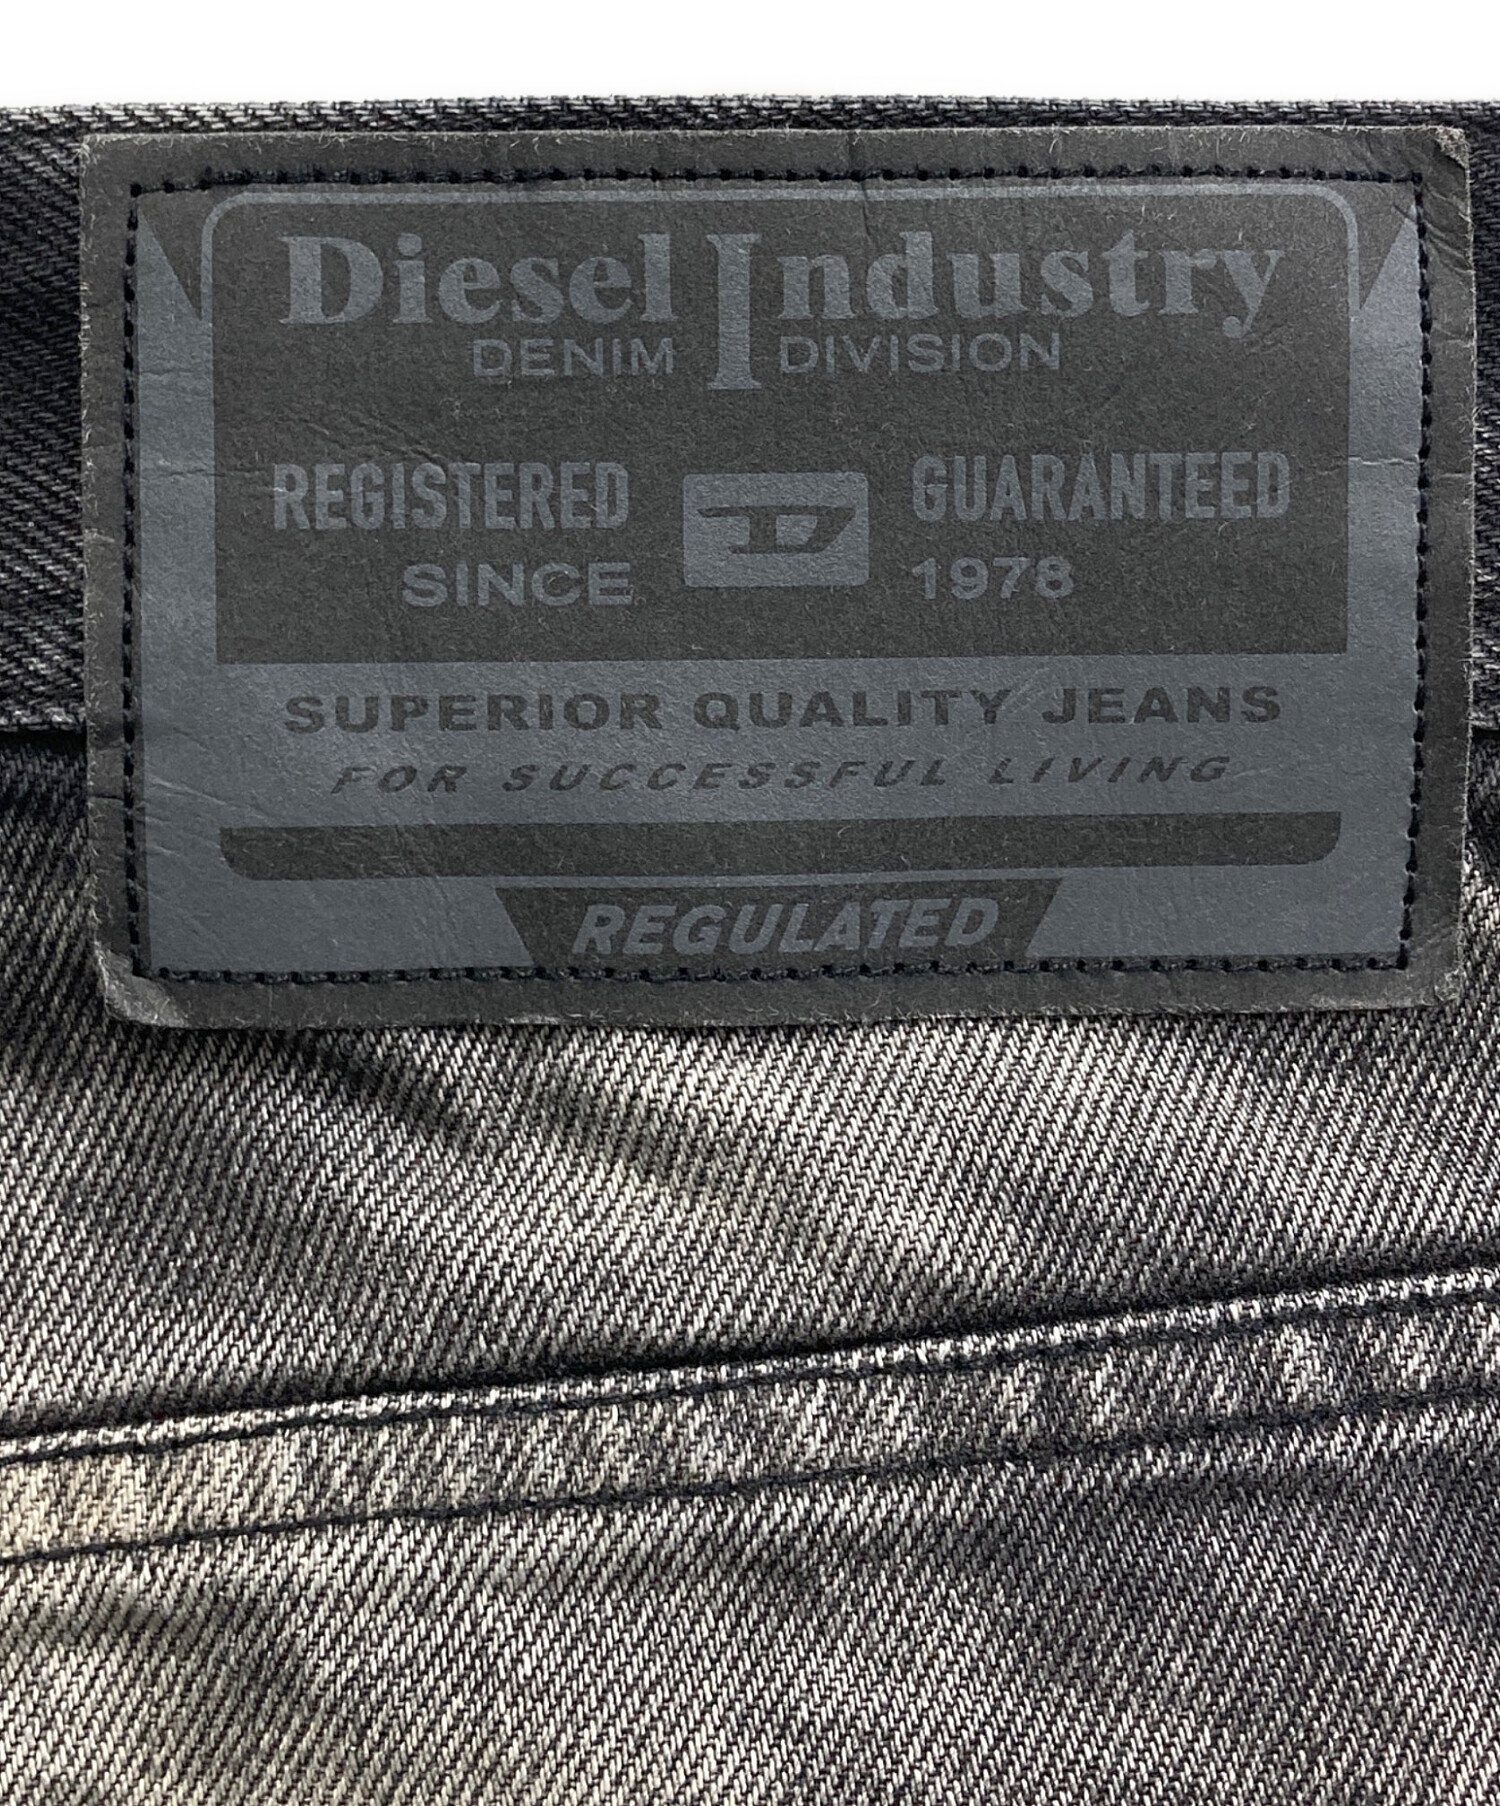 Diesel Industry
DENIM DIVISION
REGISTERED D GUARANTEED
SINCE 1978
SUPERIOR QUALITY JEANS
FOR SUCCESSFUL LIVING
REGULATED